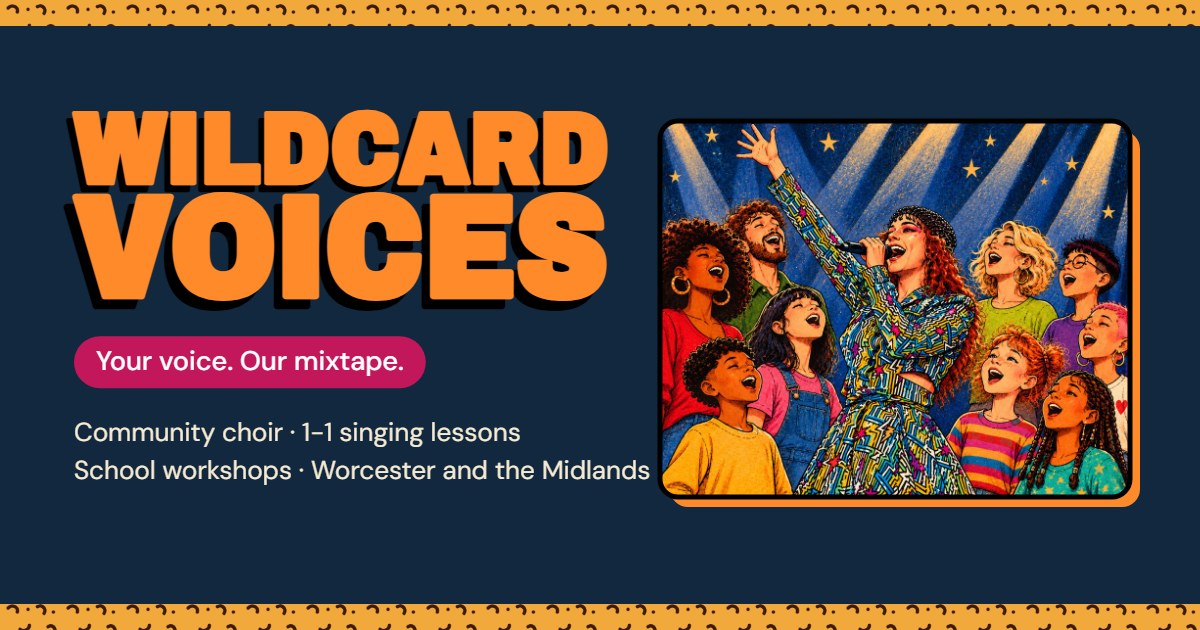 WILDCARD
VOICES
Your voice. Our mixtape.
Community choir · 1-1 singing lessons
School workshops · Worcester and the Midlands